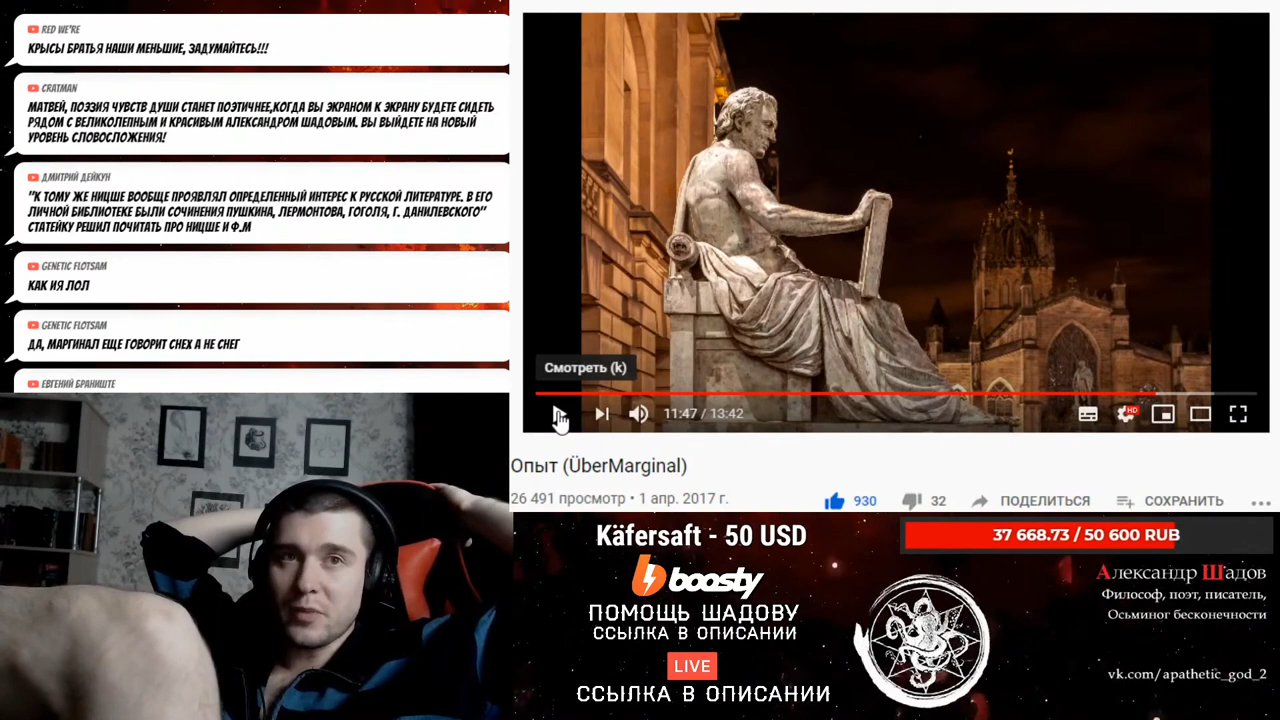 RED WE'RE
КРЫСЫ БРАТЬЯ НАШИ МЕНЬШИЕ, ЗАДУМАЙТЕСЬ!!!
CRATMAN
МАТВЕЙ, ПОЭЗИЯ ЧУВСТВ ДУШИ СТАНЕТ ПОЭТИЧНЕЕ,КОГДА ВЫ ЭКРАНОМ К ЭКРАНУ БУДЕТЕ СИДЕТЬ
РЯДОМ С ВЕЛИКОЛЕПНЫМ И КРАСИВЫМ АЛЕКСАНДРОМ ШАДОВЫМ. ВЫ ВЫЙДЕТЕ НА НОВЫЙ
УРОВЕНЬ СЛОВОСЛОЖЕНИЯ!
ДМИТРИЙ ДЕЙКУН
"К ТОМУ ЖЕ НИЦШЕ ВООБЩЕ ПРОЯВЛЯЛ ОПРЕДЕЛЕННЫЙ ИНТЕРЕС К РУССКОЙ ЛИТЕРАТУРЕ. В ЕГО
ЛИЧНОЙ БИБЛИОТЕКЕ БЫЛИ СОЧИНЕНИЯ ПУШКИНА, ЛЕРМОНТОВА, ГОГОЛЯ, Г. ДАНИЛЕВСКОГО"
СТАТЕЙКУ РЕШИЛ ПОЧИТАТЬ ПРО НИЦШЕ И Ф.М
GENETIC FLOTSAM
КАК ИЯ ЛОЛ
GENETIC FLOTSAM
ДА, МАРГИНАЛ ЕЩЕ ГОВОРИТ СНЕХ А НЕ СНЕГ
ЕВГЕНИЙ БРАНИШТЕ
Смотреть (k)
11:47 / 13:42
HD
Опыт (ÜberMarginal)
26 491 просмотр • 1 апр. 2017 г.
930
32
ПОДЕЛИТЬСЯ
СОХРАНИТЬ
Käfersaft - 50 USD
boosty
ПОМОЩЬ ШАДОВУ
ССЫЛКА В ОПИСАНИИ
LIVE
ССЫЛКА В ОПИСАНИИ
37 668.73 / 50 600 RUB
Александр Шадов
Философ, поэт, писатель,
Осьминог бесконечности
vk.com/apathetic_god_2